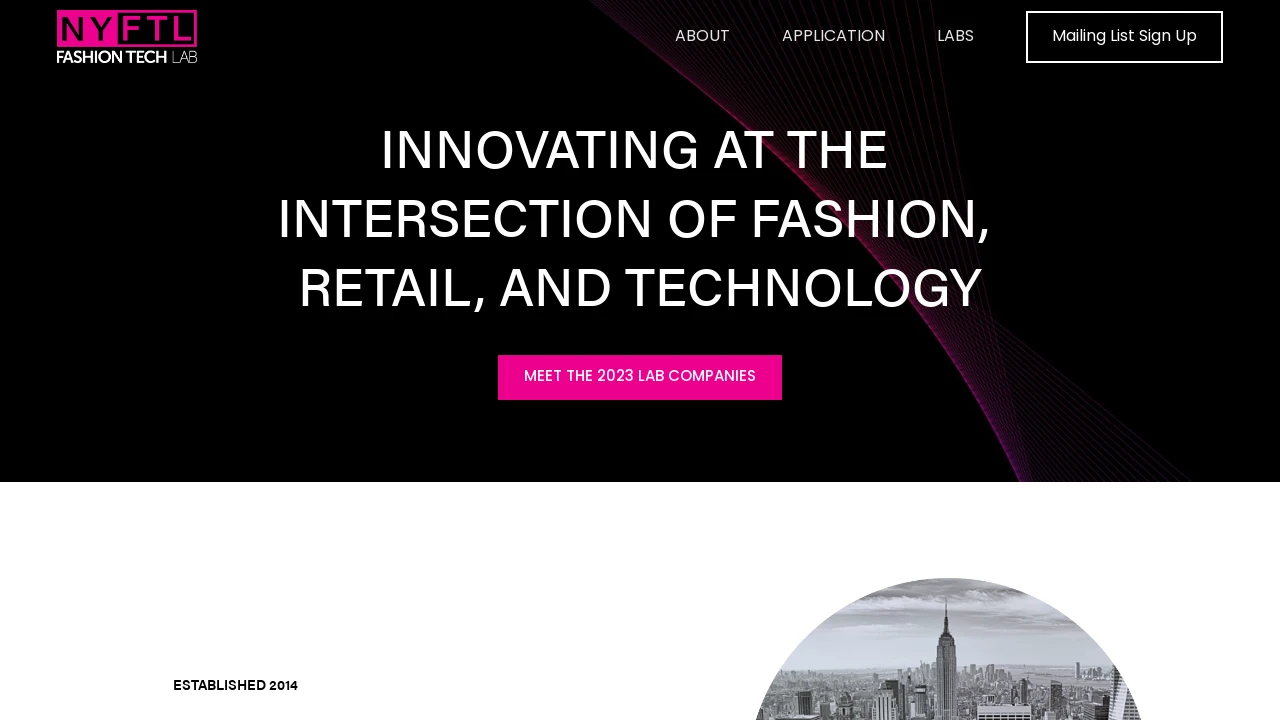 NYFTL
FASHION TECH LAB
ABOUT
APPLICATION
LABS
Mailing List Sign Up
INNOVATING AT THE
INTERSECTION OF FASHION,
RETAIL, AND TECHNOLOGY
MEET THE 2023 LAB COMPANIES
ESTABLISHED 2014